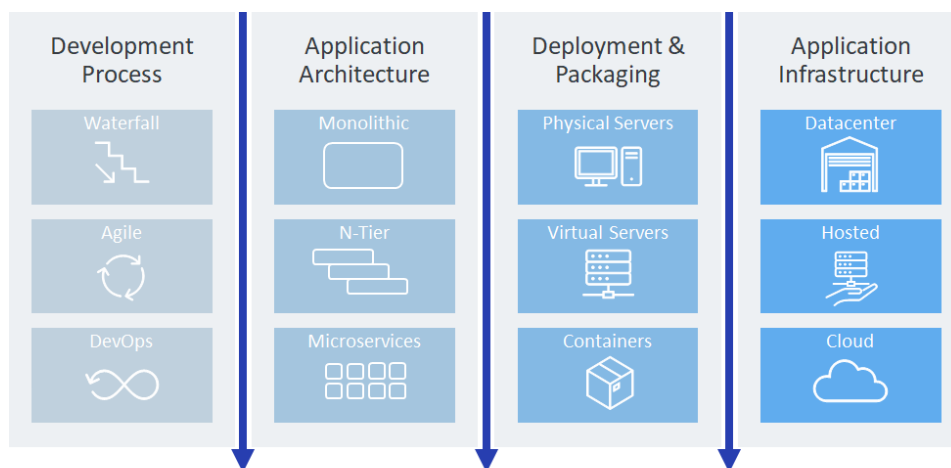 Development
Process
Waterfall
Agile
DevOps
Application
Architecture
Monolithic
N-Tier
Microservices
Deployment &
Packaging
Physical Servers
Virtual Servers
Containers
Application
Infrastructure
Datacenter
Hosted
Cloud